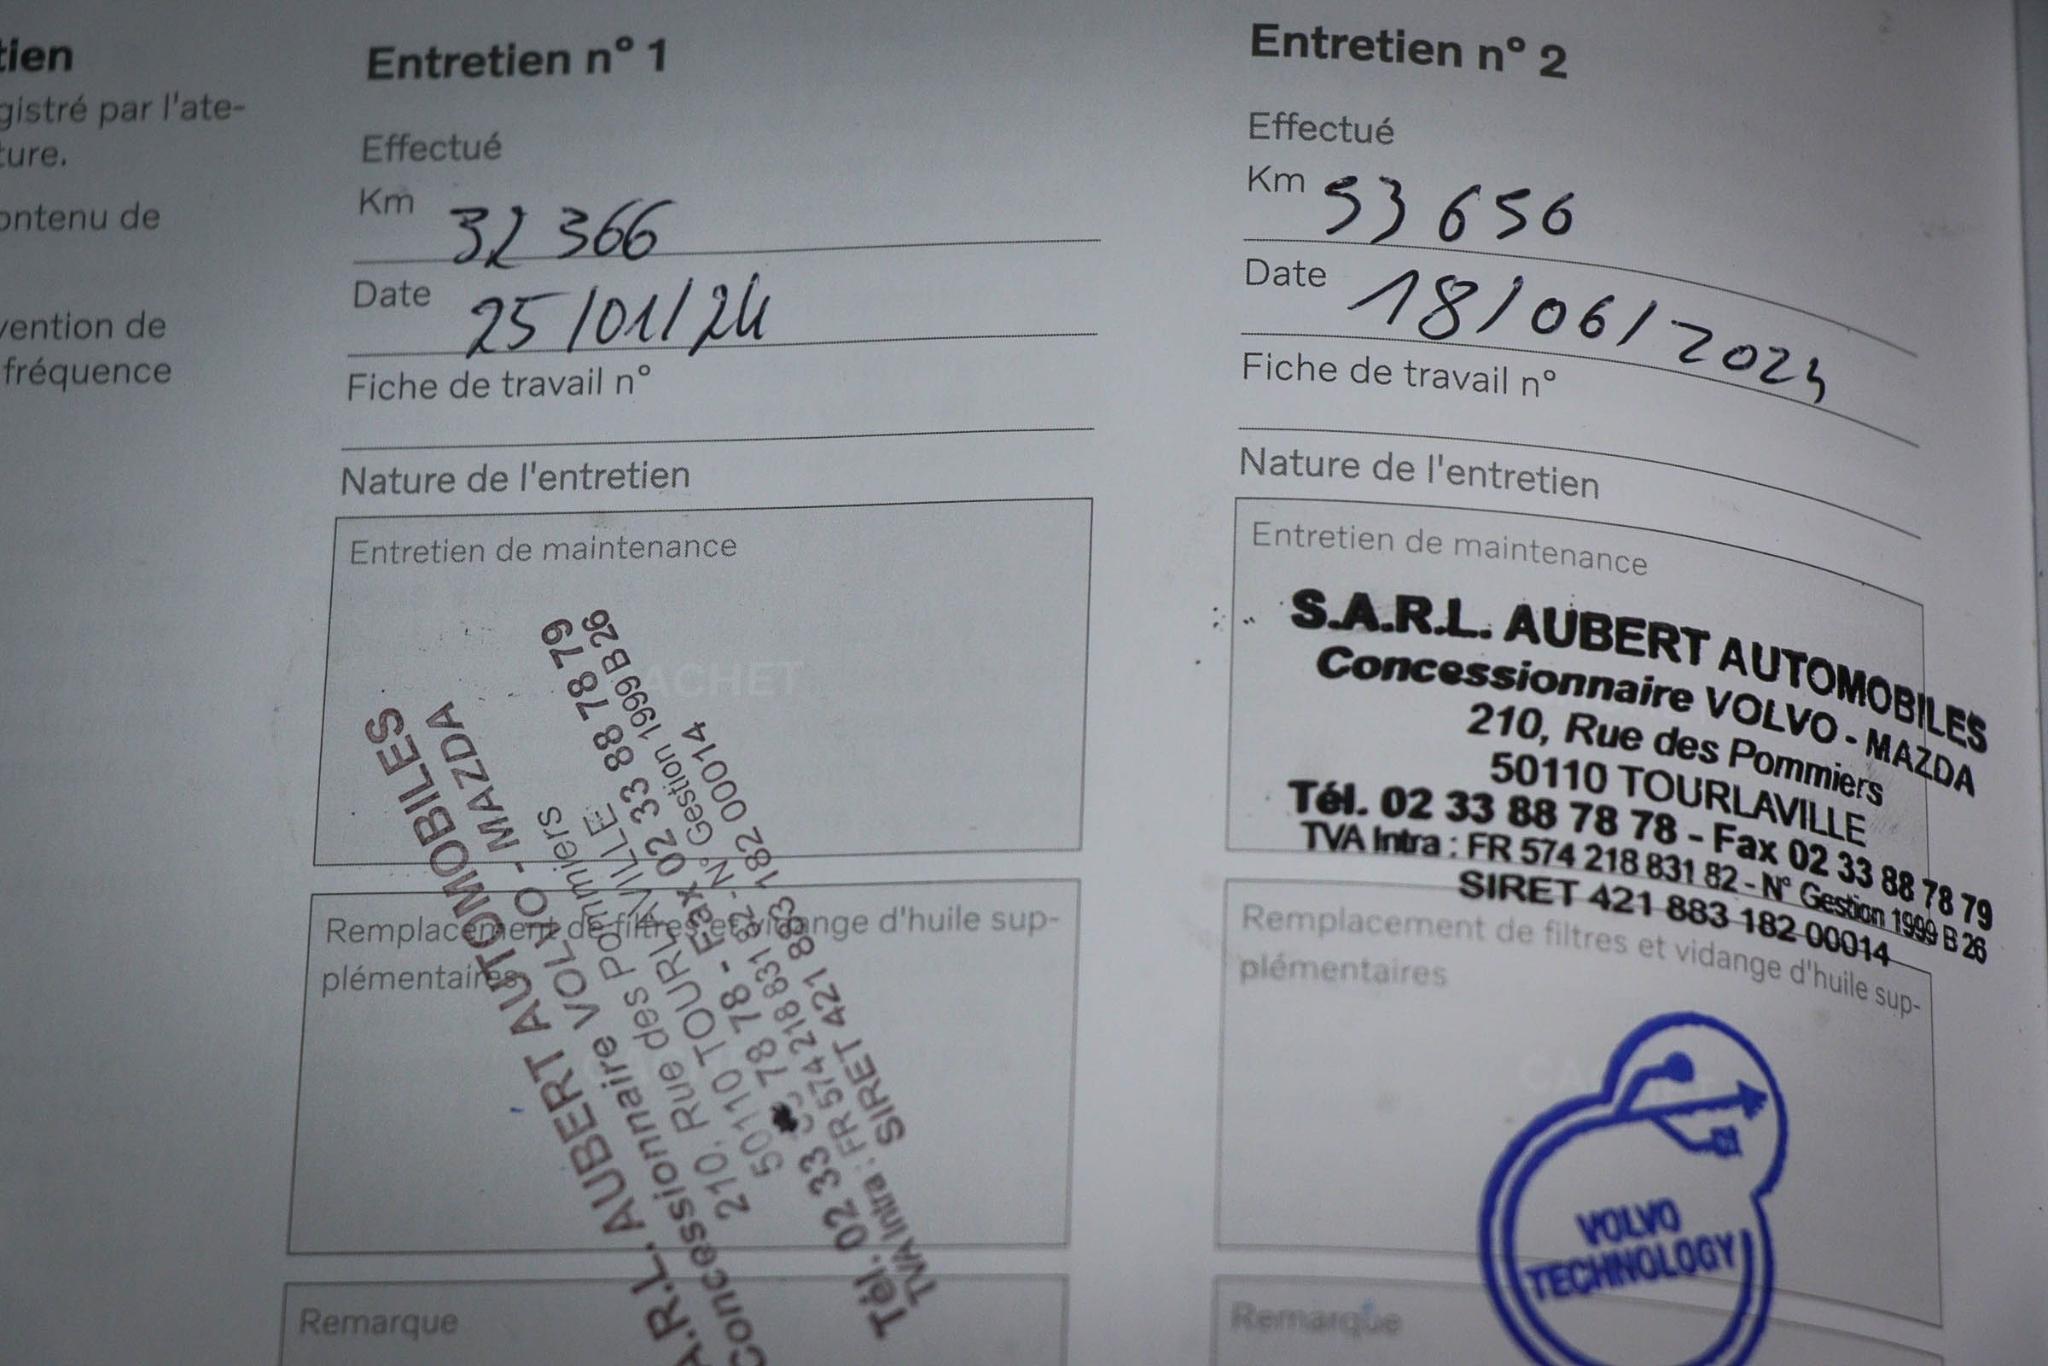 tien
gistré par l'ate-
ture.
ontenu de
vention de
fréquence
Entretien n° 1
Effectué
Km 32 366
Date 25/01/24
Fiche de travail n°
Nature de l'entretien
Entretien de maintenance
CACHET
Remplacement de filtres et vidange d'huile sup-
plémentaires
Remarque
A.R.L. AUBERT AUTOMOBILES
Concessionnaire VOLVO - MAZDA
210, Rue des Pommiers
50110 TOURLAVILLE
Tél. 02 33 88 78 78 - Fax 02 33 88 78 79
TVA Intra : FR 574 218 831 82 - N° Gestion 1999 B 26
SIRET 421 883 182 00014
Entretien n° 2
Effectué
Km 53 656
Date 18/06/2024
Fiche de travail n°
Nature de l'entretien
Entretien de maintenance
S.A.R.L. AUBERT AUTOMOBILES
Concessionnaire VOLVO - MAZDA
210, Rue des Pommiers
50110 TOURLAVILLE
Tél. 02 33 88 78 78 - Fax 02 33 88 78 79
TVA Intra : FR 574 218 831 82 - N° Gestion 1999 B 26
SIRET 421 883 182 00014
Remplacement de filtres et vidange d'huile sup-
plémentaires
VOLVO
TECHNOLOGY
Remarque